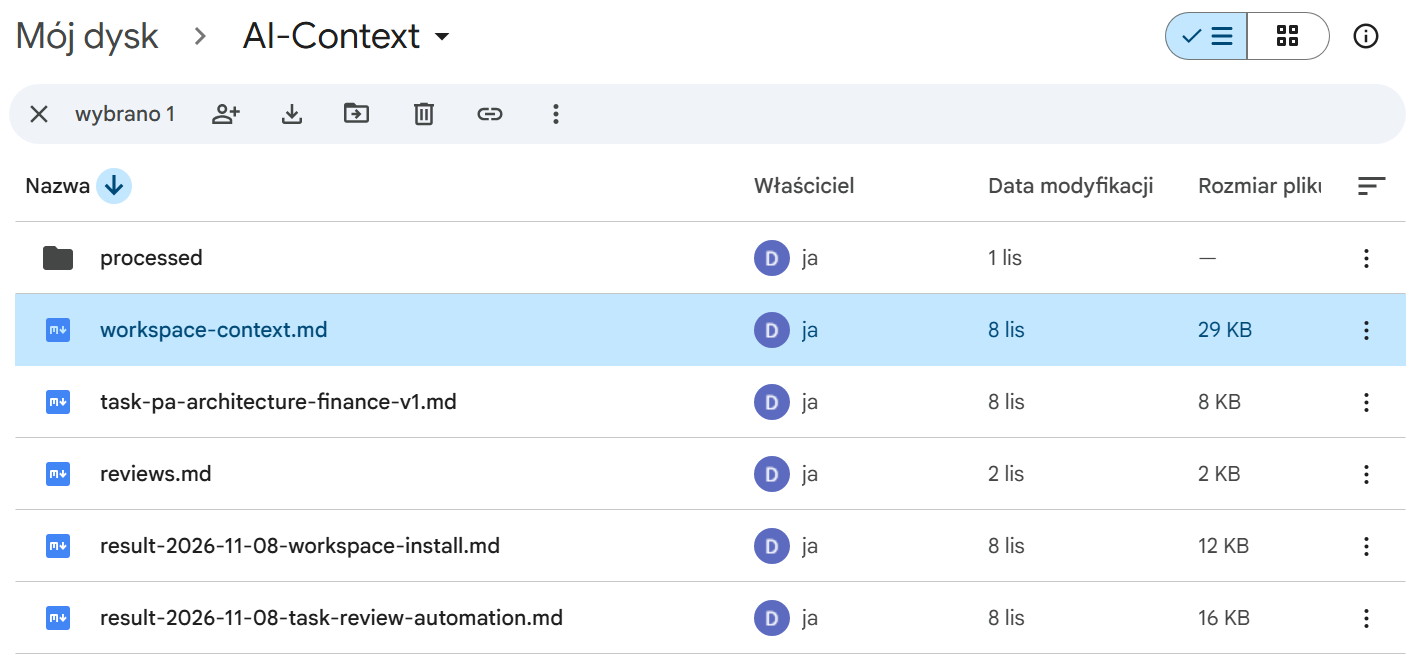 Mój dysk > AI-Context
wybrano 1
Nazwa Właściciel Data modyfikacji Rozmiar pliku
processed D ja 1 lis —
workspace-context.md D ja 8 lis 29 KB
task-pa-architecture-finance-v1.md D ja 8 lis 8 KB
reviews.md D ja 2 lis 2 KB
result-2026-11-08-workspace-install.md D ja 8 lis 12 KB
result-2026-11-08-task-review-automation.md D ja 8 lis 16 KB